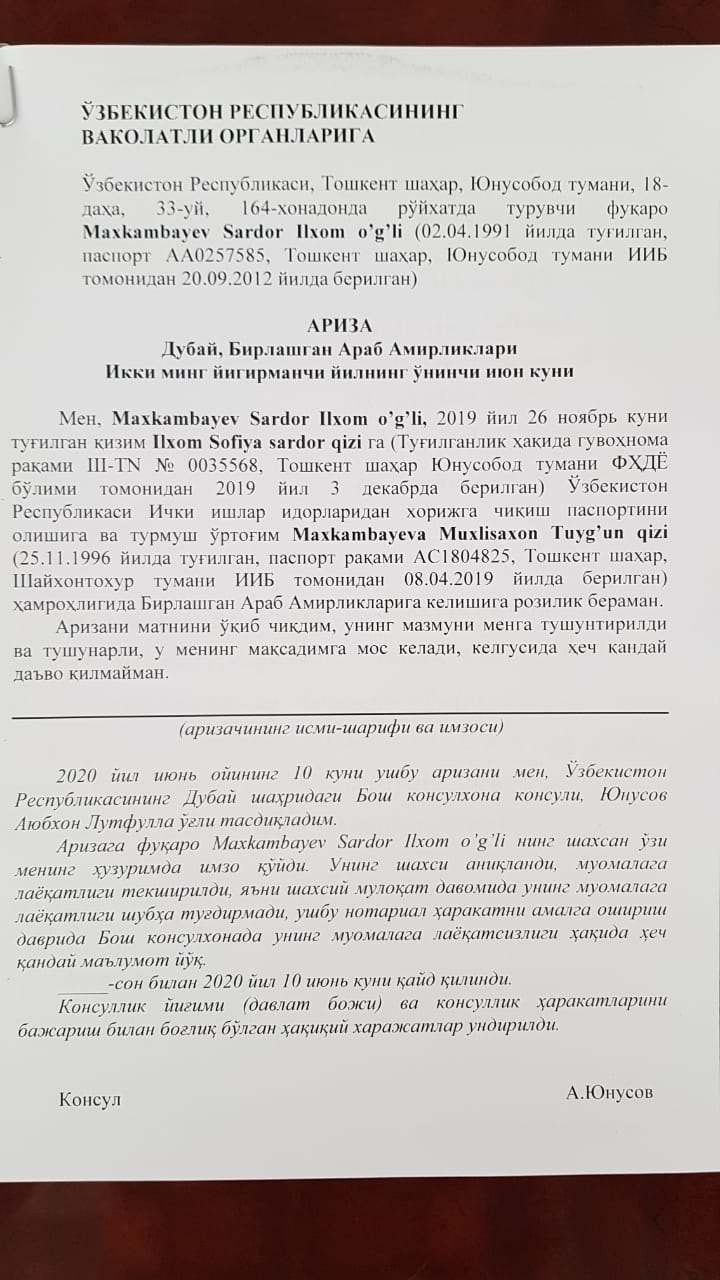 ЎЗБЕКИСТОН РЕСПУБЛИКАСИНИНГ
ВАКОЛАТЛИ ОРГАНЛАРИГА
Ўзбекистон Республикаси, Тошкент шаҳар, Юнусобод тумани, 18-
даҳа, 33-уй, 164-хонадонда рўйхатда турувчи фуқаро
Maxkambayev Sardor Ilxom o'g'li (02.04.1991 йилда туғилган,
паспорт АА0257585, Тошкент шаҳар, Юнусобод тумани ИИБ
томонидан 20.09.2012 йилда берилган)
АРИЗА
Дубай, Бирлашган Араб Амирликлари
Икки минг йигирманчи йилнинг ўнинчи июн куни
Мен, Maxkambayev Sardor Ilxom o'g'li, 2019 йил 26 ноябрь куни
туғилган қизим Ilxom Sofiya sardor qizi га (Туғилганлик ҳақида гувоҳнома
рақами III-TN № 0035568, Тошкент шаҳар Юнусобод тумани ФҲДЁ
бўлими томонидан 2019 йил 3 декабрда берилган) Ўзбекистон
Республикаси Ички ишлар идорларидан хорижга чиқиш паспортини
олишига ва турмуш ўртоғим Maxkambayeva Muxlisaxon Tuyg'un qizi
(25.11.1996 йилда туғилган, паспорт рақами АС1804825, Тошкент шаҳар,
Шайхонтохур тумани ИИБ томонидан 08.04.2019 йилда берилган)
ҳамроҳлигида Бирлашган Араб Амирликларига келишига розилик бераман.
Аризани матнини ўқиб чиқдим, унинг мазмуни менга тушунтирилди
ва тушунарли, у менинг мақсадимга мос келади, келгусида ҳеч қандай
даъво қилмайман.
(аризачининг исми-шарифи ва имзоси)
2020 йил июнь ойининг 10 куни ушбу аризани мен, Ўзбекистон
Республикасининг Дубай шаҳридаги Бош консулхона консули, Юнусов
Аюбхон Лутфулла ўғли тасдиқладим.
Аризага фуқаро Maxkambayev Sardor Ilxom o'g'li нинг шахсан ўзи
менинг ҳузуримда имзо қўйди. Унинг шахси аниқланди, муомалага
лаёқатлиги текширилди, яъни шахсий мулоқат давомида унинг муомалага
лаёқатлиги шубҳа туғдирмади, ушбу нотариал ҳаракатни амалга ошириш
даврида Бош консулхонада унинг муомалага лаёқатсизлиги ҳақида ҳеч
қандай маълумот йўқ.
_____-сон билан 2020 йил 10 июнь куни қайд қилинди.
Консуллик йиғими (давлат божи) ва консуллик ҳаракатларини
бажариш билан боғлиқ бўлган ҳақиқий харажатлар ундирилди.
Консул
А.Юнусов